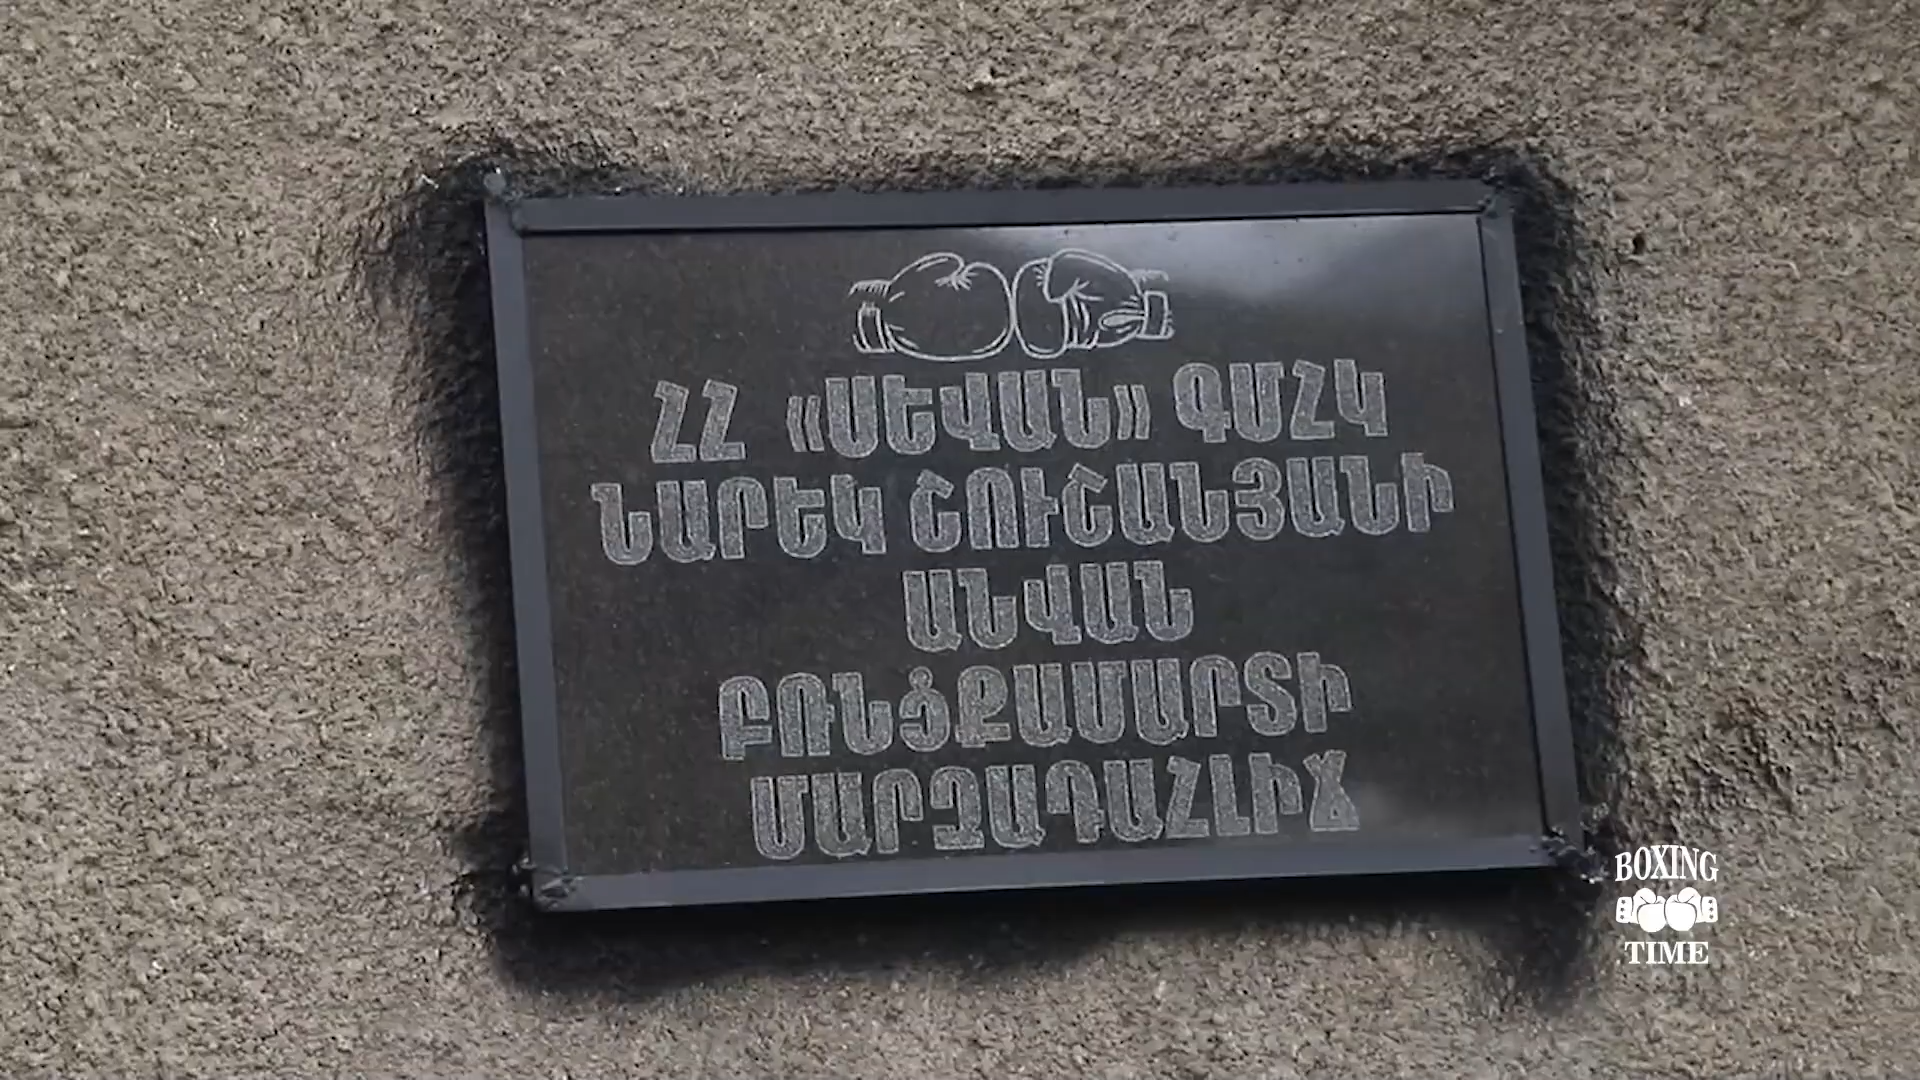 ՀՀ «ՍԵՎԱՆ» ԳՄՀԿ
ՆԱՐԵԿ ՇՈՒՇԱՆՅԱՆԻ
ԱՆՎԱՆ
ԲՌՆՑՔԱՄԱՐՏԻ
ՄԱՐԶԱԴԱՀԼԻՃ
BOXING
TIME